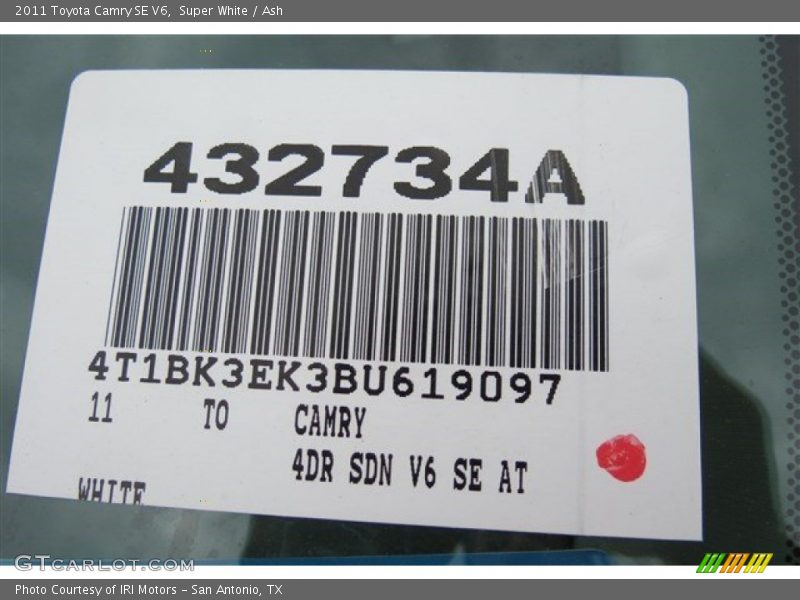 2011 Toyota Camry SE V6,  Super White / Ash
432734A
4T1BK3EK3BU619097
11 TO CAMRY
4DR SDN V6 SE AT
WHITE
GTCARLOT.COM
Photo Courtesy of IRI Motors – San Antonio, TX